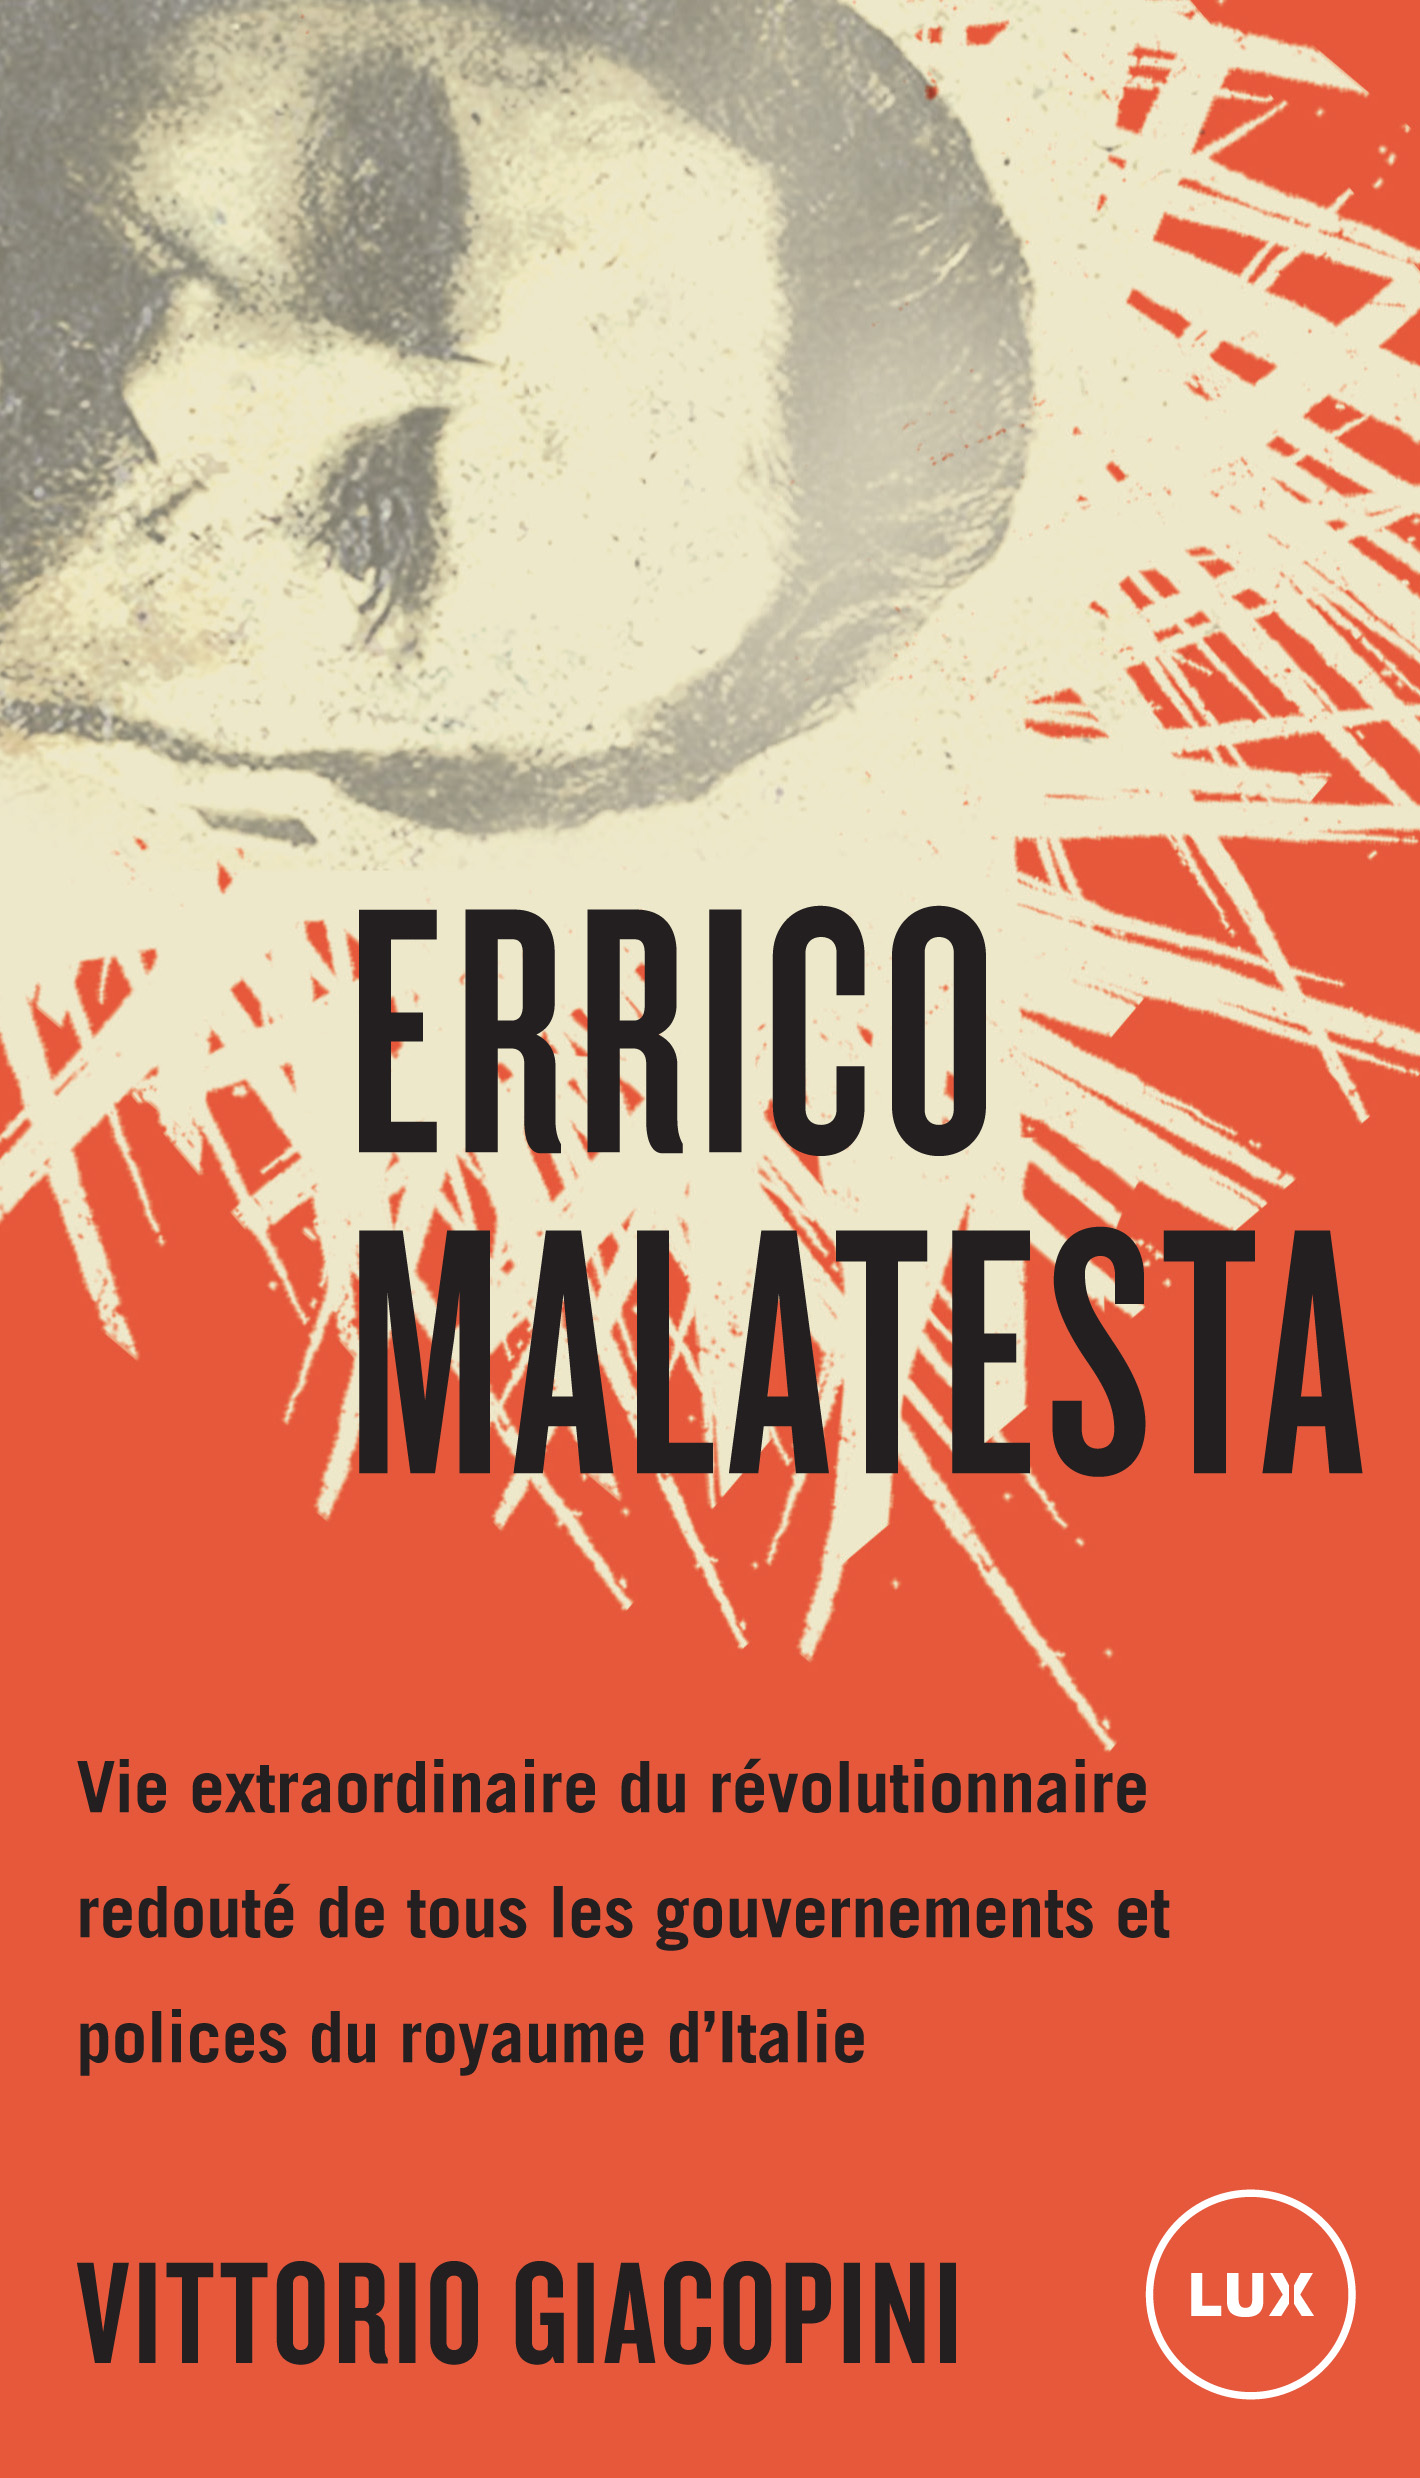 ERRICO
MALATESTA
Vie extraordinaire du révolutionnaire
redouté de tous les gouvernements et
polices du royaume d’Italie
VITTORIO GIACOPINI
LUX